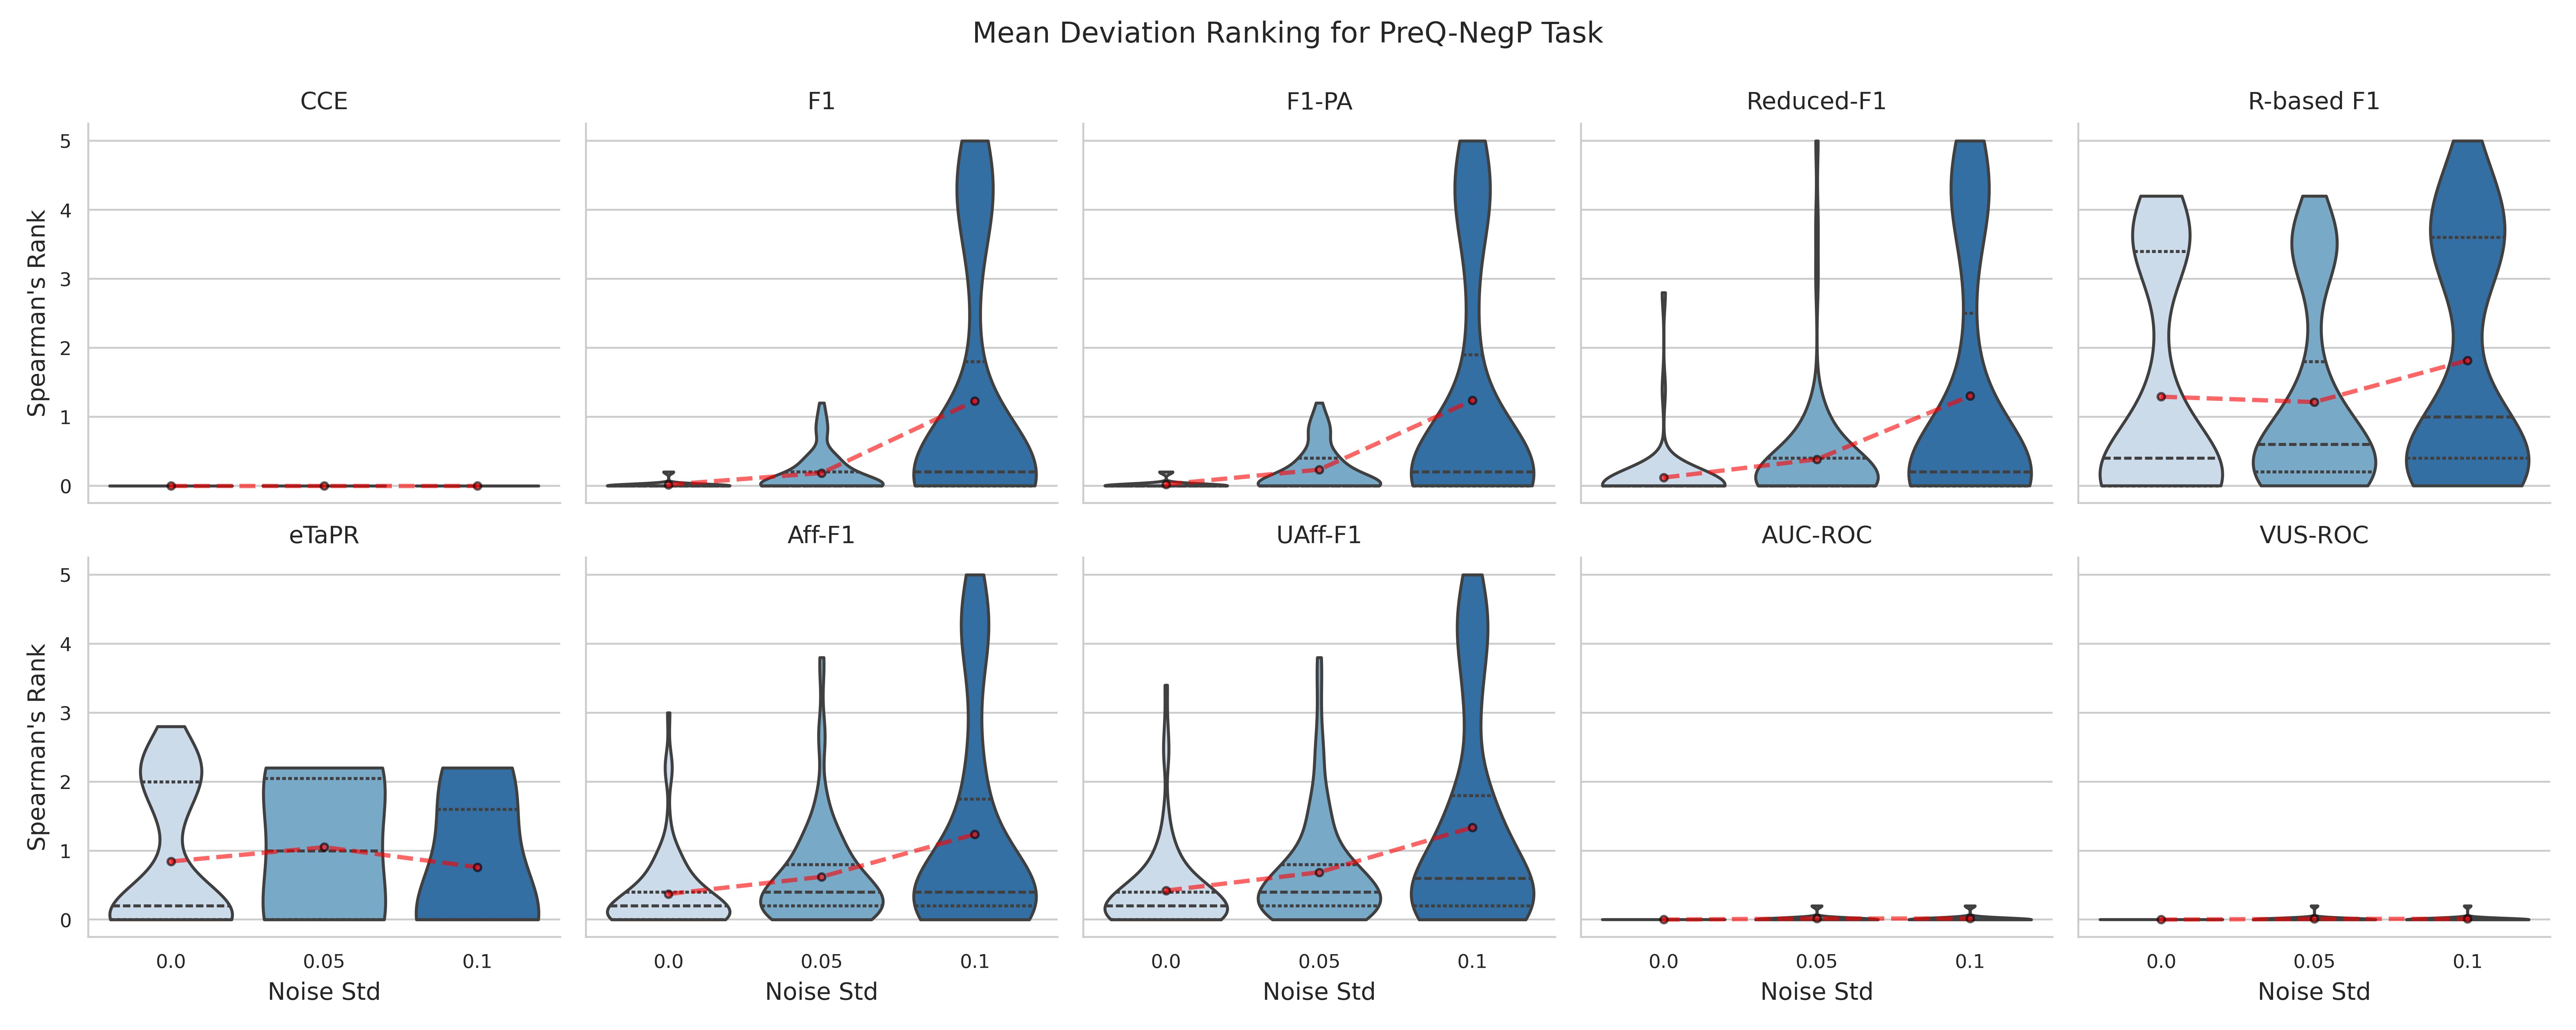 Mean Deviation Ranking for PreQ-NegP Task
CCE
F1
F1-PA
Reduced-F1
R-based F1
5
4
3
2
1
0
Spearman's Rank
eTaPR
Aff-F1
UAff-F1
AUC-ROC
VUS-ROC
5
4
3
2
1
0
Spearman's Rank
0.0 0.05 0.1
0.0 0.05 0.1
0.0 0.05 0.1
0.0 0.05 0.1
0.0 0.05 0.1
Noise Std
Noise Std
Noise Std
Noise Std
Noise Std